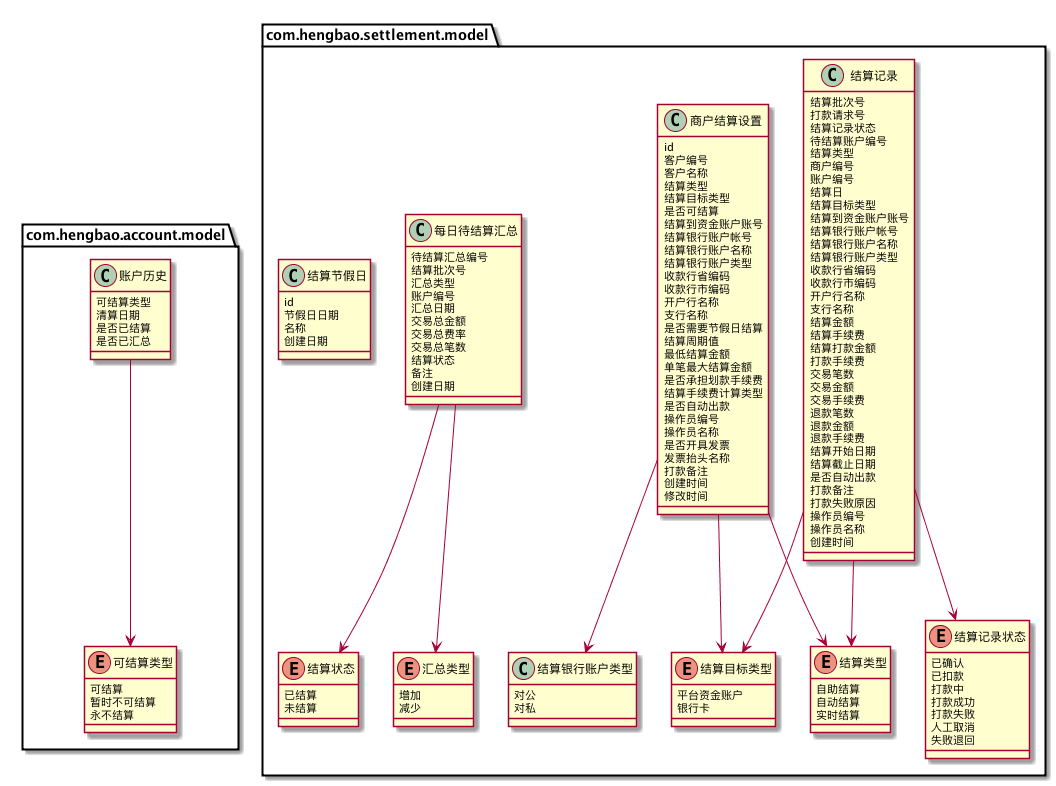 com.hengbao.account.model
C 账户历史
可结算类型
清算日期
是否已结算
是否已汇总
E 可结算类型
可结算
暂时不可结算
永不结算
com.hengbao.settlement.model
C 结算节假日
id
节假日日期
名称
创建日期
C 每日待结算汇总
待结算汇总编号
结算批次号
汇总类型
账户编号
汇总日期
交易总金额
交易总费率
交易总笔数
结算状态
备注
创建日期
C 商户结算设置
id
客户编号
客户名称
结算类型
结算目标类型
是否可结算
结算到资金账户账号
结算银行账户帐号
结算银行账户名称
结算银行账户类型
收款行省编码
收款行市编码
开户行名称
支行名称
是否需要节假日结算
结算周期值
最低结算金额
单笔最大结算金额
是否承担划款手续费
结算手续费计算类型
是否自动出款
操作员编号
操作员名称
是否开具发票
发票抬头名称
打款备注
创建时间
修改时间
C 结算记录
结算批次号
打款请求号
结算记录状态
待结算账户编号
结算类型
商户编号
账户编号
结算日
结算目标类型
结算到资金账户账号
结算银行账户帐号
结算银行账户名称
结算银行账户类型
收款行省编码
收款行市编码
开户行名称
支行名称
结算金额
结算手续费
结算打款金额
打款手续费
交易笔数
交易金额
交易手续费
退款笔数
退款金额
退款手续费
结算开始日期
结算截止日期
是否自动出款
打款备注
打款失败原因
操作员编号
操作员名称
创建时间
E 结算状态
已结算
未结算
E 汇总类型
增加
减少
C 结算银行账户类型
对公
对私
E 结算目标类型
平台资金账户
银行卡
E 结算类型
自助结算
自动结算
实时结算
E 结算记录状态
已确认
已扣款
打款中
打款成功
打款失败
人工取消
失败退回